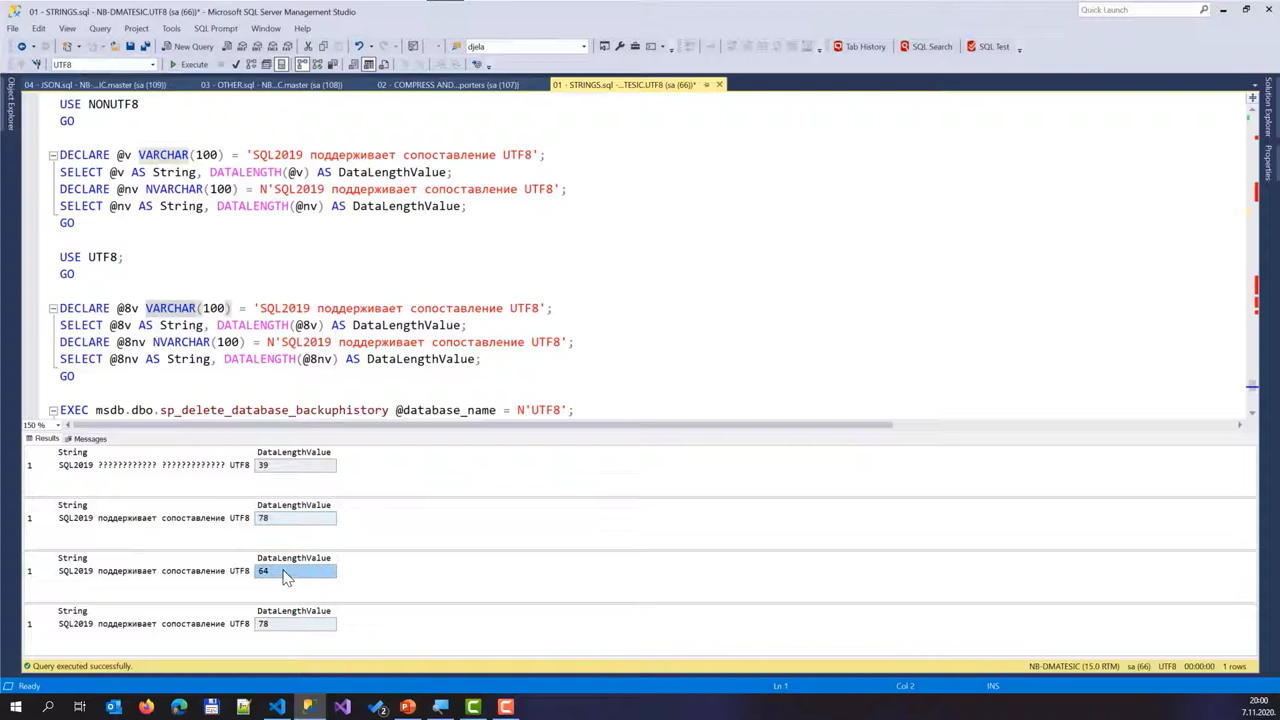 01 - STRINGS.sql - NB-DMATESIC.UTF8 (sa (66))* - Microsoft SQL Server Management Studio
Quick Launch
File Edit View Query Project Tools SQL Prompt Window Help
New Query
djela
Tab History SQL Search SQL Test
UTF8
Execute
04 - JSON.sql - NB-...IC.master (sa (109)) 03 - OTHER.sql - NB...C.master (sa (108)) 02 - COMPRESS AND...porters (sa (107)) 01 - STRINGS.sql -...TESIC.UTF8 (sa (66))*
Object Explorer
Solution Explorer
Properties
USE NONUTF8
GO
DECLARE @v VARCHAR(100) = 'SQL2019 поддерживает сопоставление UTF8';
SELECT @v AS String, DATALENGTH(@v) AS DataLengthValue;
DECLARE @nv NVARCHAR(100) = N'SQL2019 поддерживает сопоставление UTF8';
SELECT @nv AS String, DATALENGTH(@nv) AS DataLengthValue;
GO
USE UTF8;
GO
DECLARE @8v VARCHAR(100) = 'SQL2019 поддерживает сопоставление UTF8';
SELECT @8v AS String, DATALENGTH(@8v) AS DataLengthValue;
DECLARE @8nv NVARCHAR(100) = N'SQL2019 поддерживает сопоставление UTF8';
SELECT @8nv AS String, DATALENGTH(@8nv) AS DataLengthValue;
GO
EXEC msdb.dbo.sp_delete_database_backuphistory @database_name = N'UTF8';
150 %
Results Messages
String DataLengthValue
1 SQL2019 ???????????? ????????????? UTF8 39
String DataLengthValue
1 SQL2019 поддерживает сопоставление UTF8 78
String DataLengthValue
1 SQL2019 поддерживает сопоставление UTF8 64
String DataLengthValue
1 SQL2019 поддерживает сопоставление UTF8 78
Query executed successfully. NB-DMATESIC (15.0 RTM) sa (66) UTF8 00:00:00 1 rows
Ready Ln 1 Col 2 INS
20:00
7.11.2020.